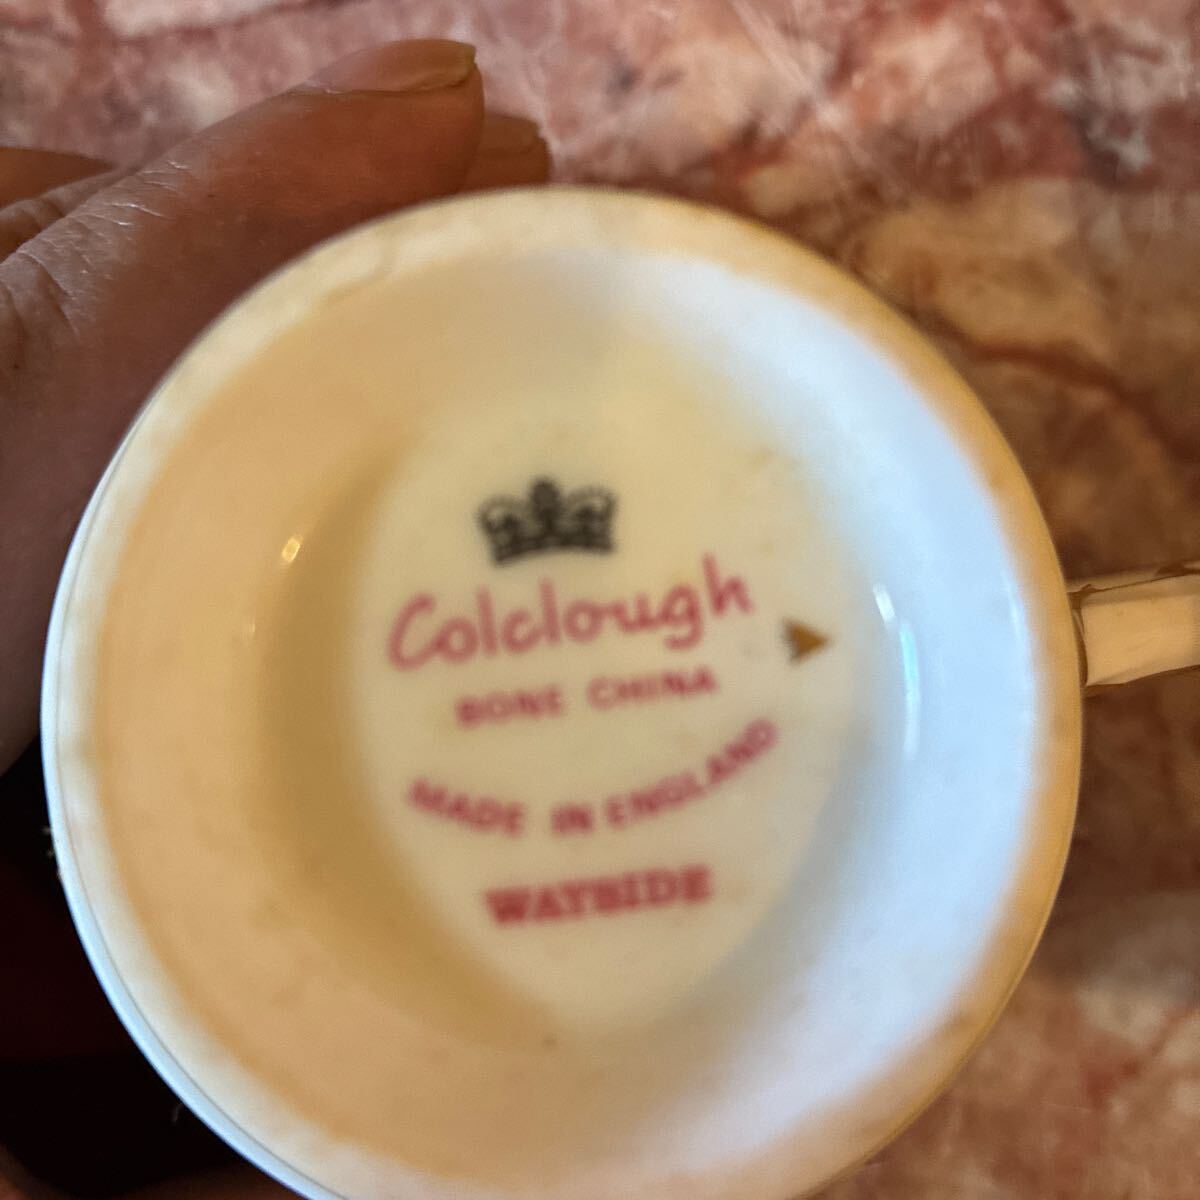 Colclough
BONE CHINA
MADE IN ENGLAND
WAYSIDE